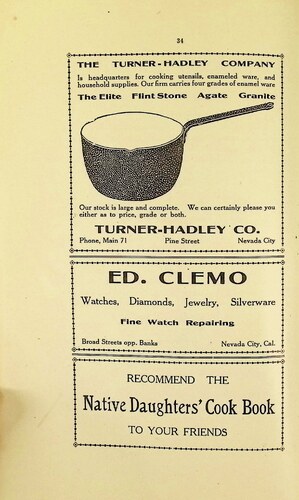 34
THE TURNER-HADLEY COMPANY
Is headquarters for cooking utensils, enameled ware, and
household supplies. Our firm carries four grades of enamel ware
The Elite Flint Stone Agate Granite
Our stock is large and complete. We can certainly please you
either as to price, grade or both.
TURNER-HADLEY CO.
Phone, Main 71 Pine Street Nevada City
ED. CLEMO
Watches, Diamonds, Jewelry, Silverware
Fine Watch Repairing
Broad Streets opp. Banks Nevada City, Cal.
RECOMMEND THE
Native Daughters' Cook Book
TO YOUR FRIENDS